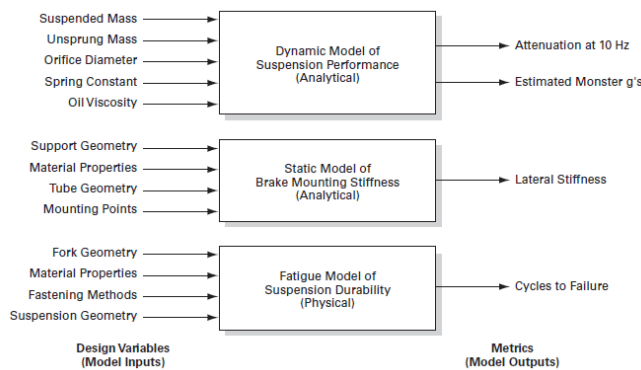 Suspended Mass
Unsprung Mass
Orifice Diameter
Spring Constant
Oil Viscosity
Dynamic Model of
Suspension Performance
(Analytical)
Attenuation at 10 Hz
Estimated Monster g's
Support Geometry
Material Properties
Tube Geometry
Mounting Points
Static Model of
Brake Mounting Stiffness
(Analytical)
Lateral Stiffness
Fork Geometry
Material Properties
Fastening Methods
Suspension Geometry
Fatigue Model of
Suspension Durability
(Physical)
Cycles to Failure
Design Variables
(Model Inputs)
Metrics
(Model Outputs)